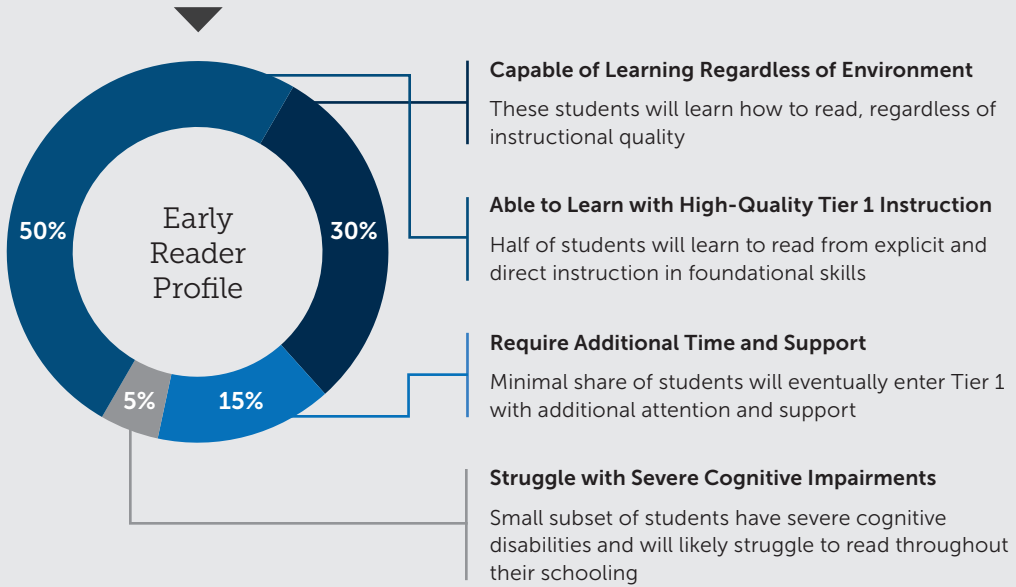 Early
Reader
Profile
50%
30%
15%
5%
Capable of Learning Regardless of Environment
These students will learn how to read, regardless of
instructional quality
Able to Learn with High-Quality Tier 1 Instruction
Half of students will learn to read from explicit and
direct instruction in foundational skills
Require Additional Time and Support
Minimal share of students will eventually enter Tier 1
with additional attention and support
Struggle with Severe Cognitive Impairments
Small subset of students have severe cognitive
disabilities and will likely struggle to read throughout
their schooling